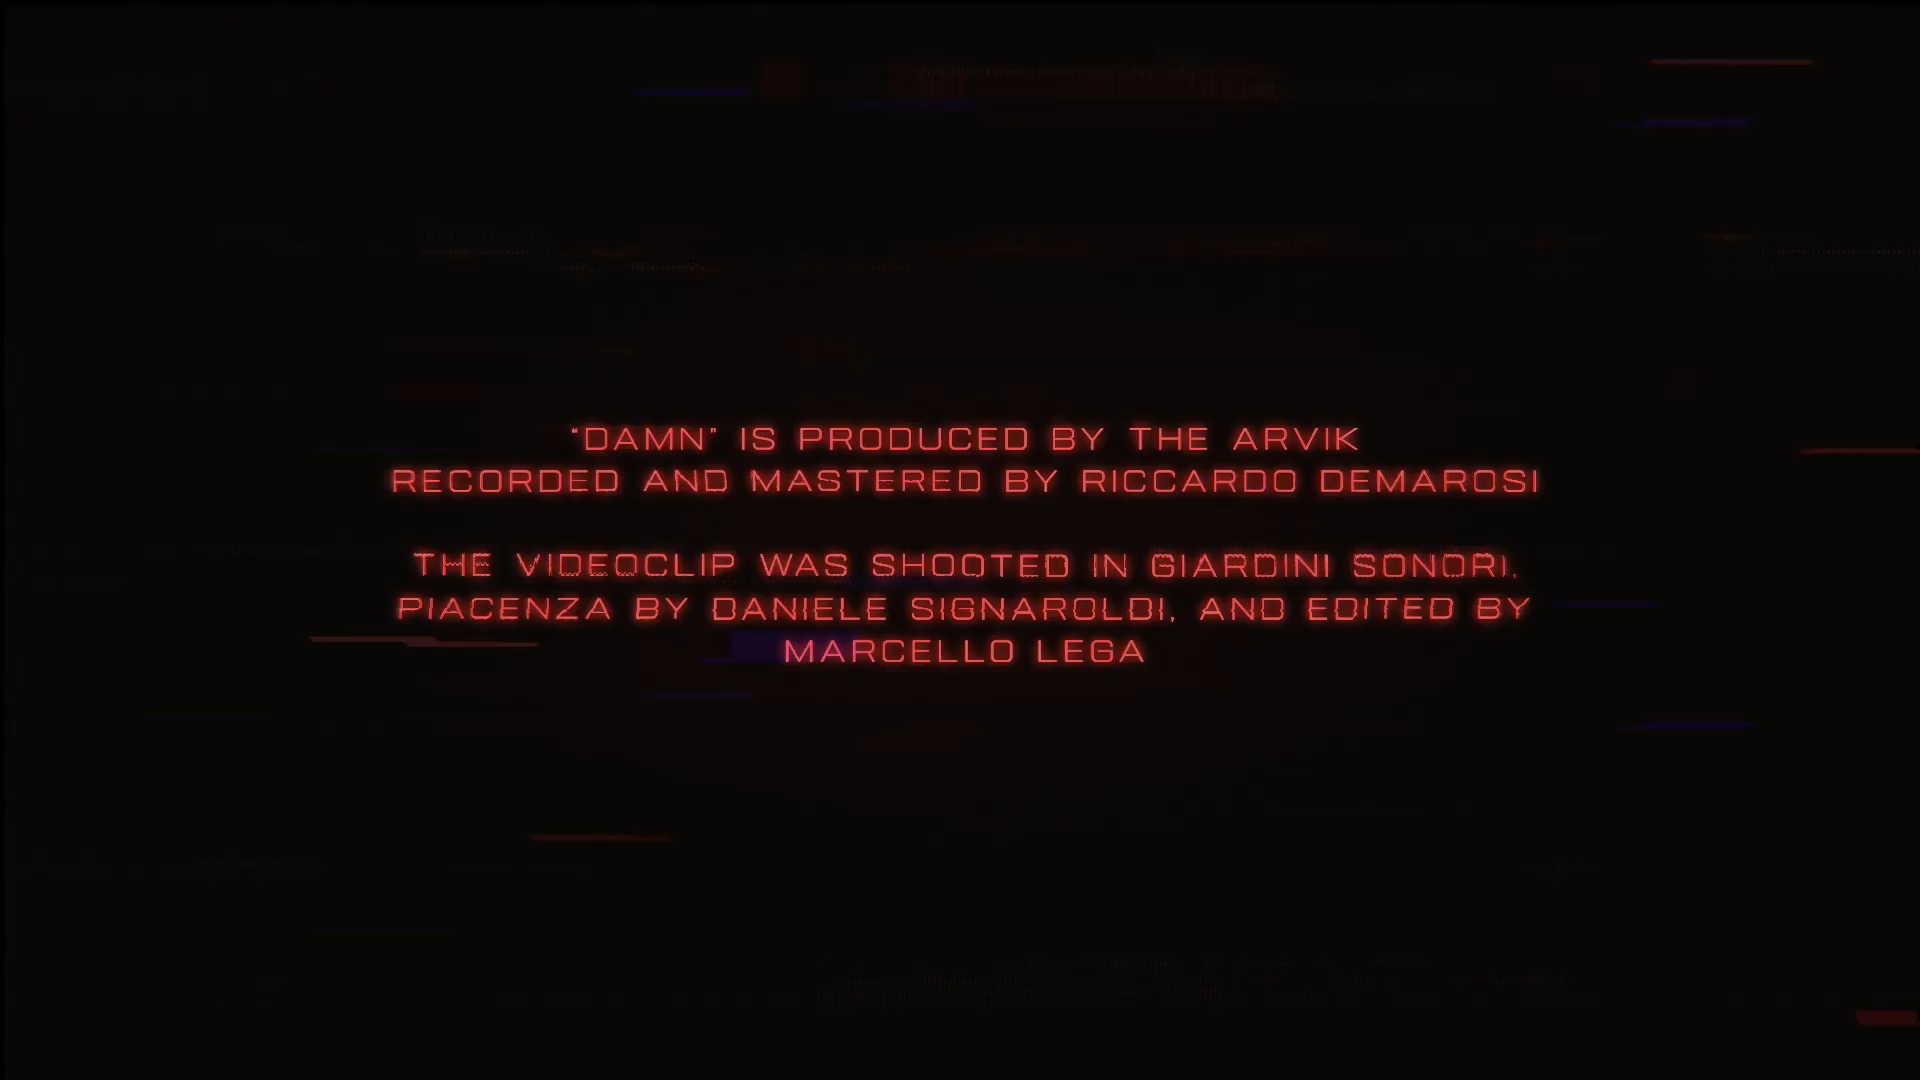 “DAMN” IS PRODUCED BY THE ARVIK
RECORDED AND MASTERED BY RICCARDO DEMAROSI
THE VIDEOCLIP WAS SHOOTED IN GIARDINI SONORI,
PIACENZA BY DANIELE SIGNAROLDI, AND EDITED BY
MARCELLO LEGA